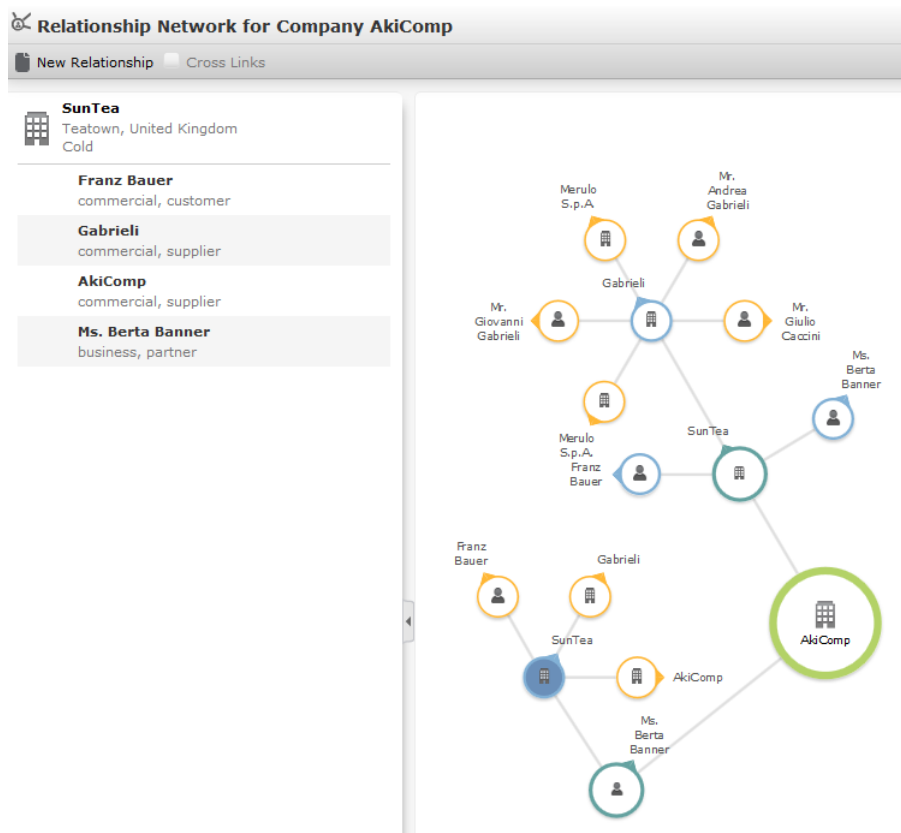 Relationship Network for Company AkiComp
New Relationship Cross Links
SunTea
Teatown, United Kingdom
Cold
Franz Bauer
commercial, customer
Gabrieli
commercial, supplier
AkiComp
commercial, supplier
Ms. Berta Banner
business, partner
Merulo
S.p.A
Mr.
Andrea
Gabrieli
Gabrieli
Mr.
Giovanni
Gabrieli
Mr.
Giulio
Caccini
Ms.
Berta
Banner
Merulo
S.p.A.
SunTea
Franz
Bauer
Franz
Bauer
Gabrieli
AkiComp
SunTea
AkiComp
Ms.
Berta
Banner